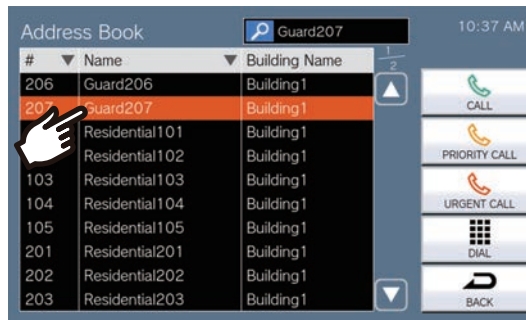 Address Book
Guard207
10:37 AM
# ▼ Name ▼ Building Name
1/2
206 Guard206 Building1
207 Guard207 Building1
Residential101 Building1
Residential102 Building1
103 Residential103 Building1
104 Residential104 Building1
105 Residential105 Building1
201 Residential201 Building1
202 Residential202 Building1
203 Residential203 Building1
CALL
PRIORITY CALL
URGENT CALL
DIAL
BACK